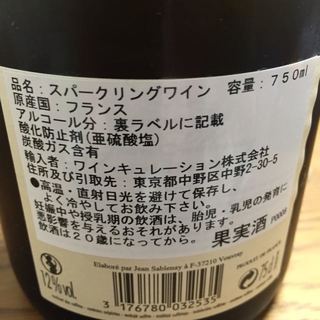 品名：スパークリングワイン　容量：750ml
原産国：フランス
アルコール分：裏ラベルに記載
酸化防止剤(亜硫酸塩)
炭酸ガス含有
輸入者：ワインキュレーション株式会社
住所及び引取先：東京都中野区中野2-30-5
●高温・直射日光を避けて保存し、
よく冷やしてお飲み下さい。
妊娠中や授乳期の飲酒は、胎児・乳児の発育に
悪影響を与えるおそれがあります。
飲酒は20歳になってから。
果実酒
P0008
Elaboré par Jean Sablenay à F-37210 Vouvray
PRODUCT OF FRANCE
12%vol
75cl
3 176780 032535